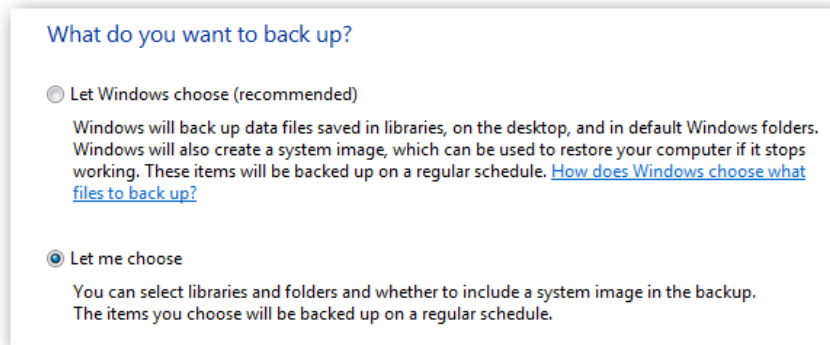 What do you want to back up?
Let Windows choose (recommended)
Windows will back up data files saved in libraries, on the desktop, and in default Windows folders.
Windows will also create a system image, which can be used to restore your computer if it stops
working. These items will be backed up on a regular schedule. How does Windows choose what
files to back up?
Let me choose
You can select libraries and folders and whether to include a system image in the backup.
The items you choose will be backed up on a regular schedule.